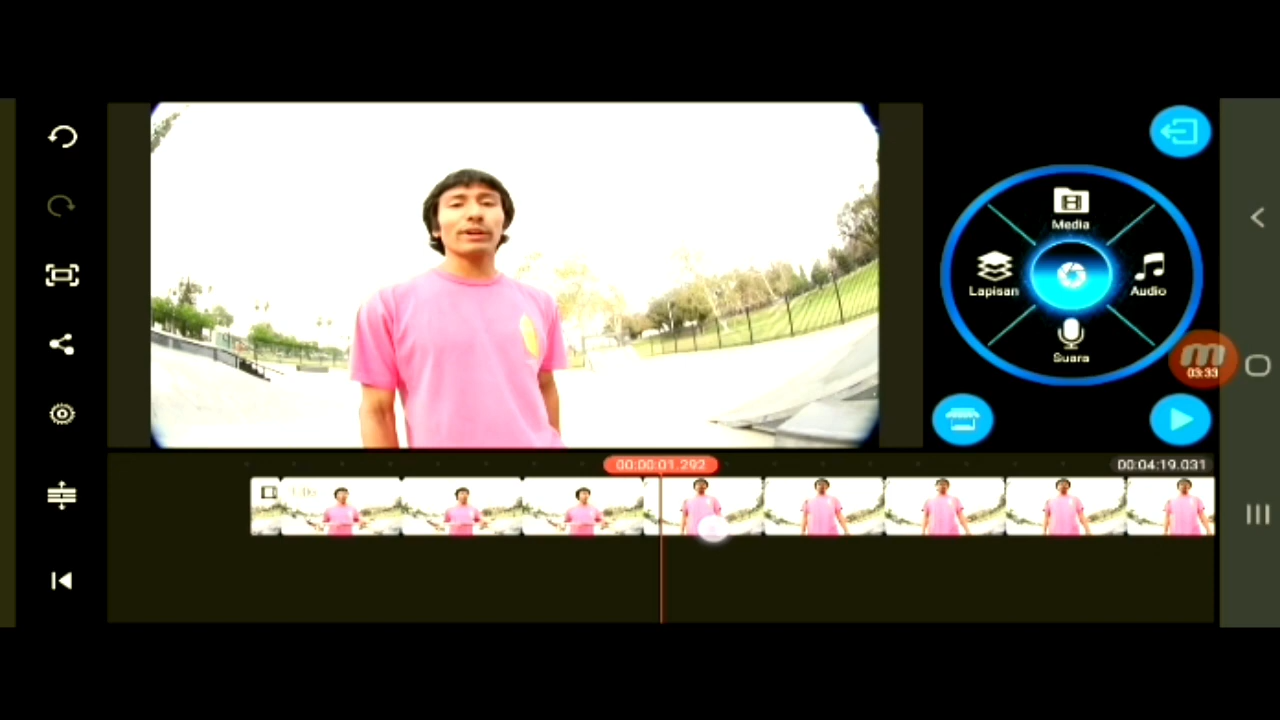 Media
Lapisan
Audio
Suara
03:33
00:00:01.292
00:04:19.031